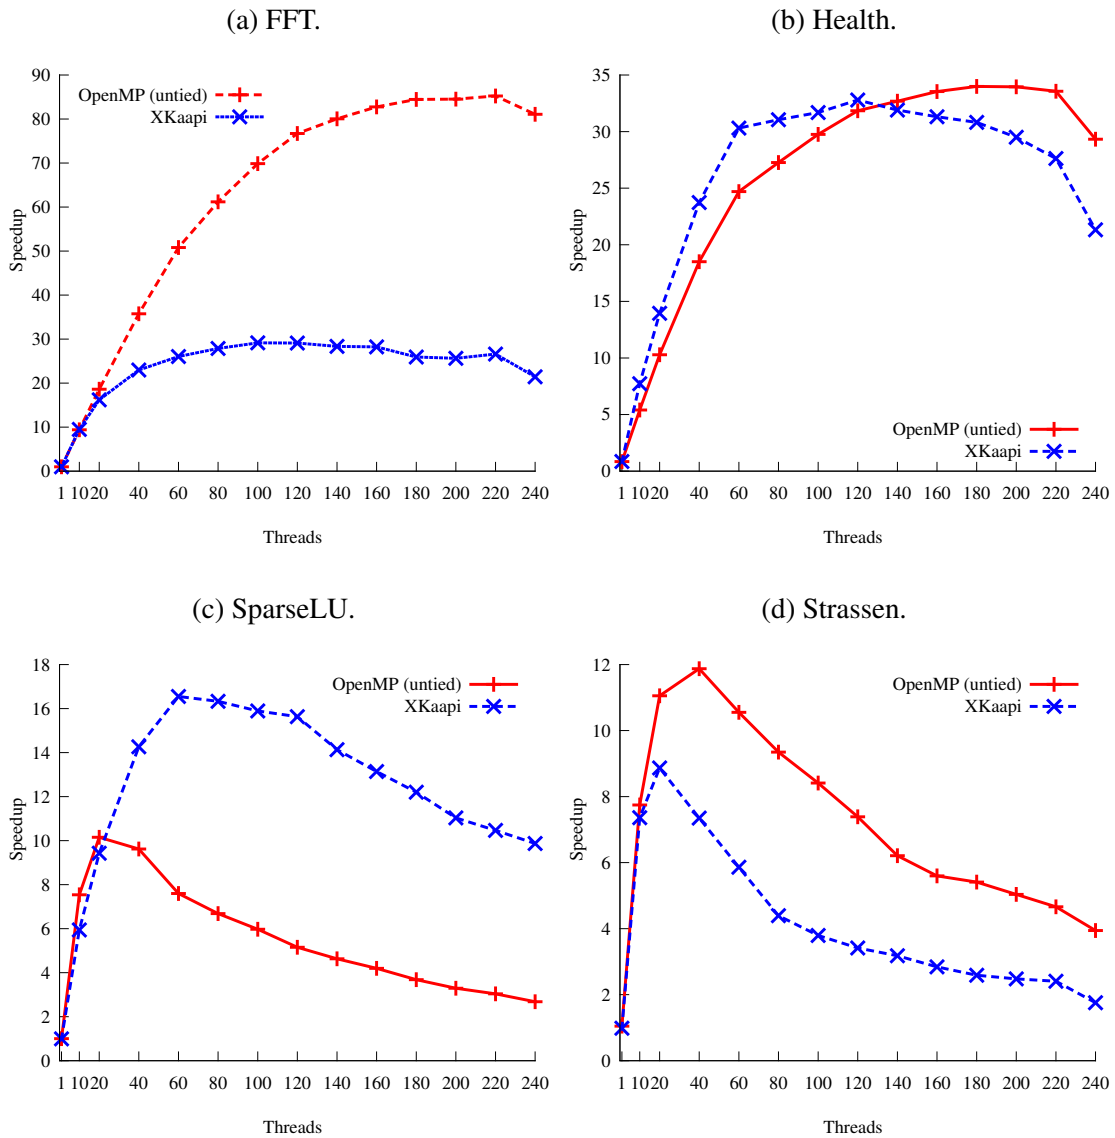 (a) FFT.
90
80
70
60
50
40
30
20
10
0
Speedup
OpenMP (untied)
XKaapi
1 10 20 40 60 80 100 120 140 160 180 200 220 240
Threads
(b) Health.
35
30
25
20
15
10
5
0
Speedup
OpenMP (untied)
XKaapi
1 10 20 40 60 80 100 120 140 160 180 200 220 240
Threads
(c) SparseLU.
18
16
14
12
10
8
6
4
2
0
Speedup
OpenMP (untied)
XKaapi
1 10 20 40 60 80 100 120 140 160 180 200 220 240
Threads
(d) Strassen.
12
10
8
6
4
2
0
Speedup
OpenMP (untied)
XKaapi
1 10 20 40 60 80 100 120 140 160 180 200 220 240
Threads